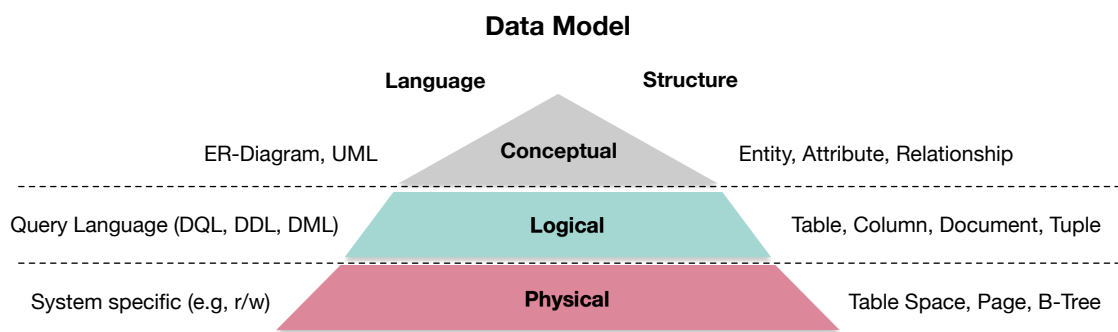 Data Model
Language
Structure
ER-Diagram, UML
Conceptual
Entity, Attribute, Relationship
Query Language (DQL, DDL, DML)
Logical
Table, Column, Document, Tuple
System specific (e.g, r/w)
Physical
Table Space, Page, B-Tree